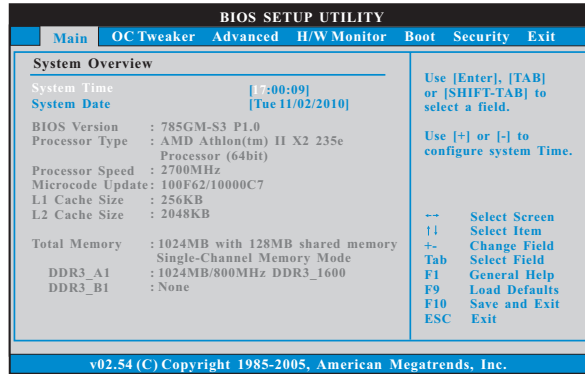 BIOS SETUP UTILITY
Main OC Tweaker Advanced H/W Monitor Boot Security Exit
System Overview
System Time [17:00:09]
System Date [Tue 11/02/2010]
BIOS Version : 785GM-S3 P1.0
Processor Type : AMD Athlon(tm) II X2 235e
Processor (64bit)
Processor Speed : 2700MHz
Microcode Update : 100F62/10000C7
L1 Cache Size : 256KB
L2 Cache Size : 2048KB
Total Memory : 1024MB with 128MB shared memory
Single-Channel Memory Mode
DDR3_A1 : 1024MB/800MHz DDR3_1600
DDR3_B1 : None
Use [Enter], [TAB]
or [SHIFT-TAB] to
select a field.
Use [+] or [-] to
configure system Time.
←→ Select Screen
↑↓ Select Item
+- Change Field
Tab Select Field
F1 General Help
F9 Load Defaults
F10 Save and Exit
ESC Exit
v02.54 (C) Copyright 1985-2005, American Megatrends, Inc.